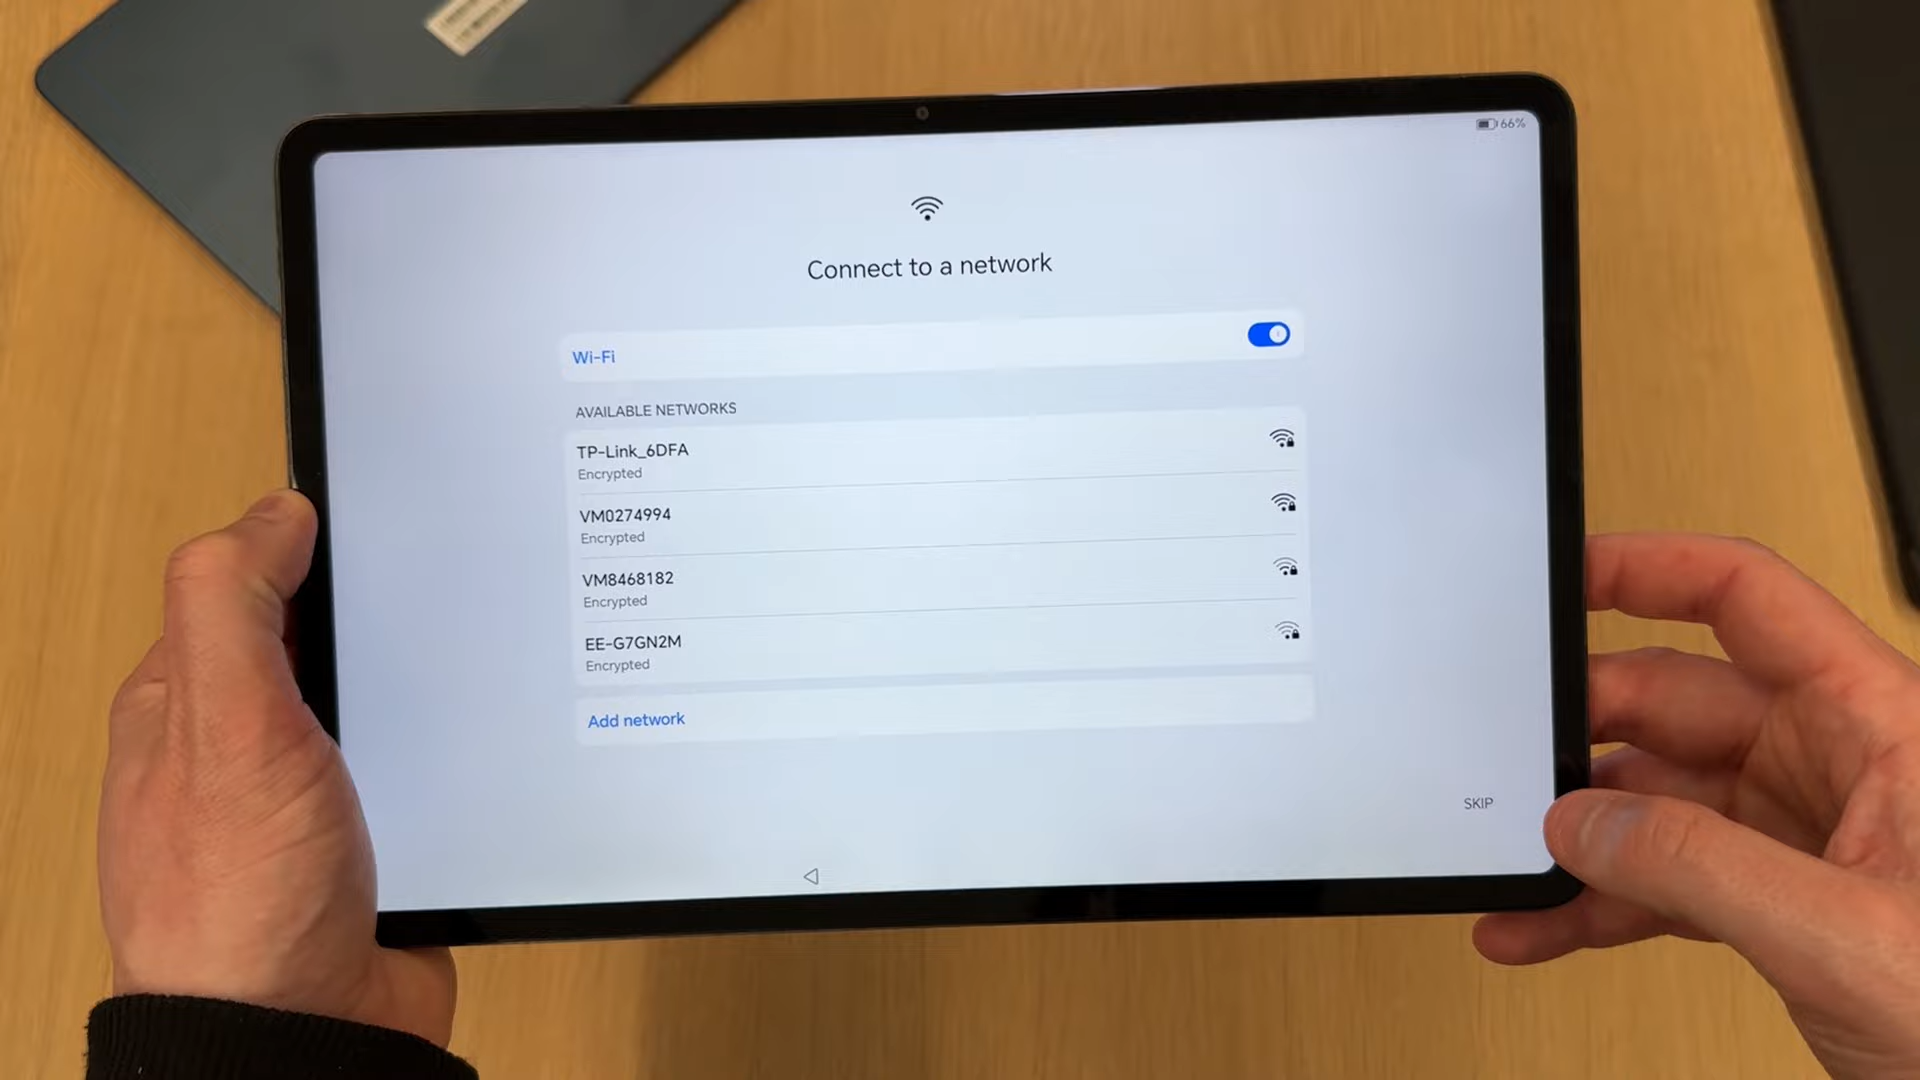 66%
Connect to a network
Wi-Fi
AVAILABLE NETWORKS
TP-Link_6DFA
Encrypted
VM0274994
Encrypted
VM8468182
Encrypted
EE-G7GN2M
Encrypted
Add network
SKIP